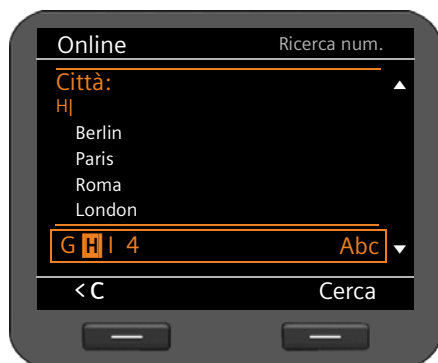 Online Ricerca num.
Città:
H|
Berlin
Paris
Roma
London
G H I 4 Abc
< C Cerca